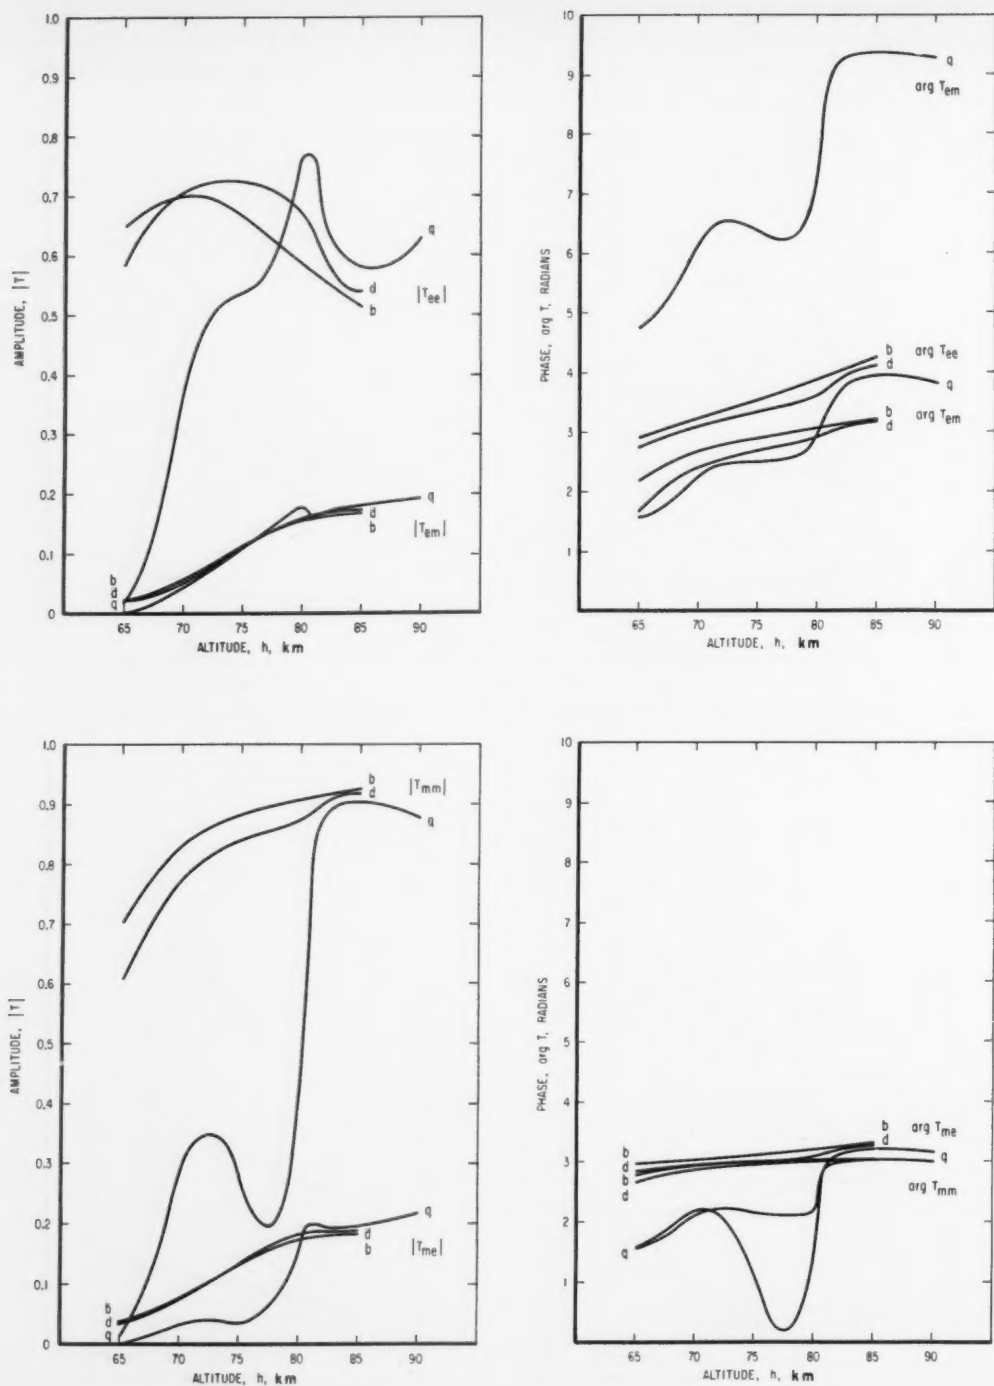 1.0
0.9
0.8
0.7
0.6
0.5
0.4
0.3
0.2
0.1
0
AMPLITUDE, |T|
q
d
b
|Tee|
q
d
b
|Tem|
b
d
q
65 70 75 80 85 90
ALTITUDE, h, km
10
9
8
7
6
5
4
3
2
1
PHASE, arg T, RADIANS
q
arg Tem
b arg Tee
d
q
b arg Tem
d
65 70 75 80 85 90
ALTITUDE, h, km
1.0
0.9
0.8
0.7
0.6
0.5
0.4
0.3
0.2
0.1
0
AMPLITUDE, |T|
b |Tmm|
d
q
q
d
b |Tme|
b
d
q
65 70 75 80 85 90
ALTITUDE, h, km
10
9
8
7
6
5
4
3
2
1
PHASE, arg T, RADIANS
b arg Tme
d
q
arg Tmm
b
d
b
d
q
65 70 75 80 85 90
ALTITUDE, h, km